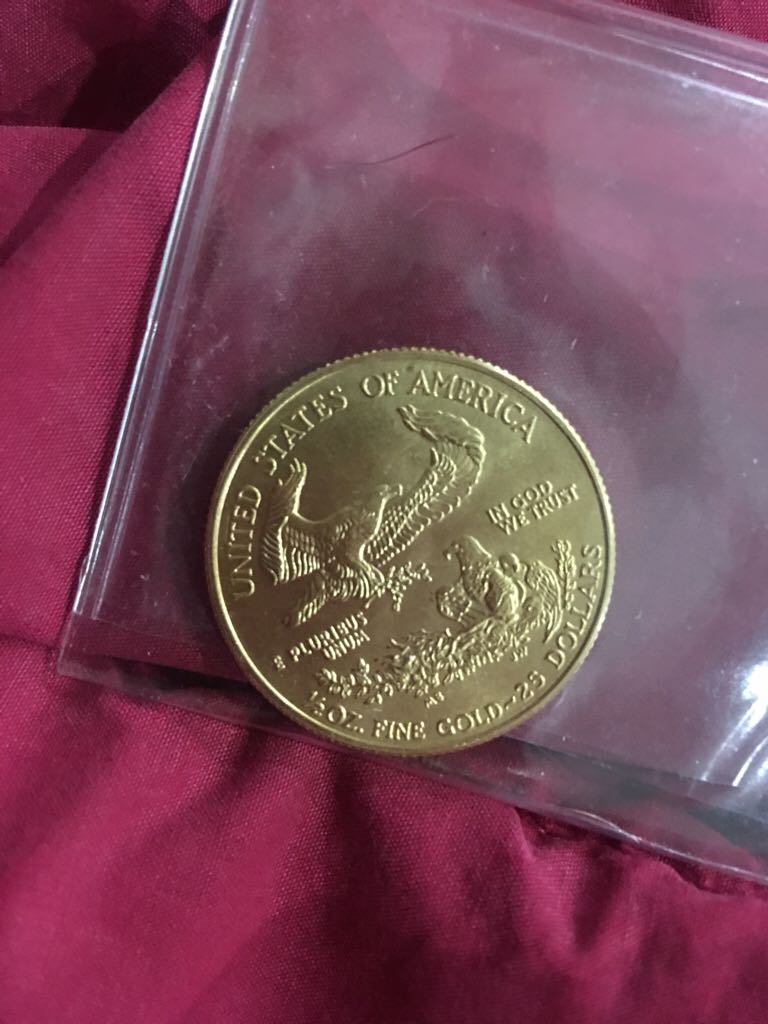 UNITED STATES OF AMERICA
IN GOD
WE TRUST
E PLURIBUS
UNUM
½ OZ. FINE GOLD~25 DOLLARS